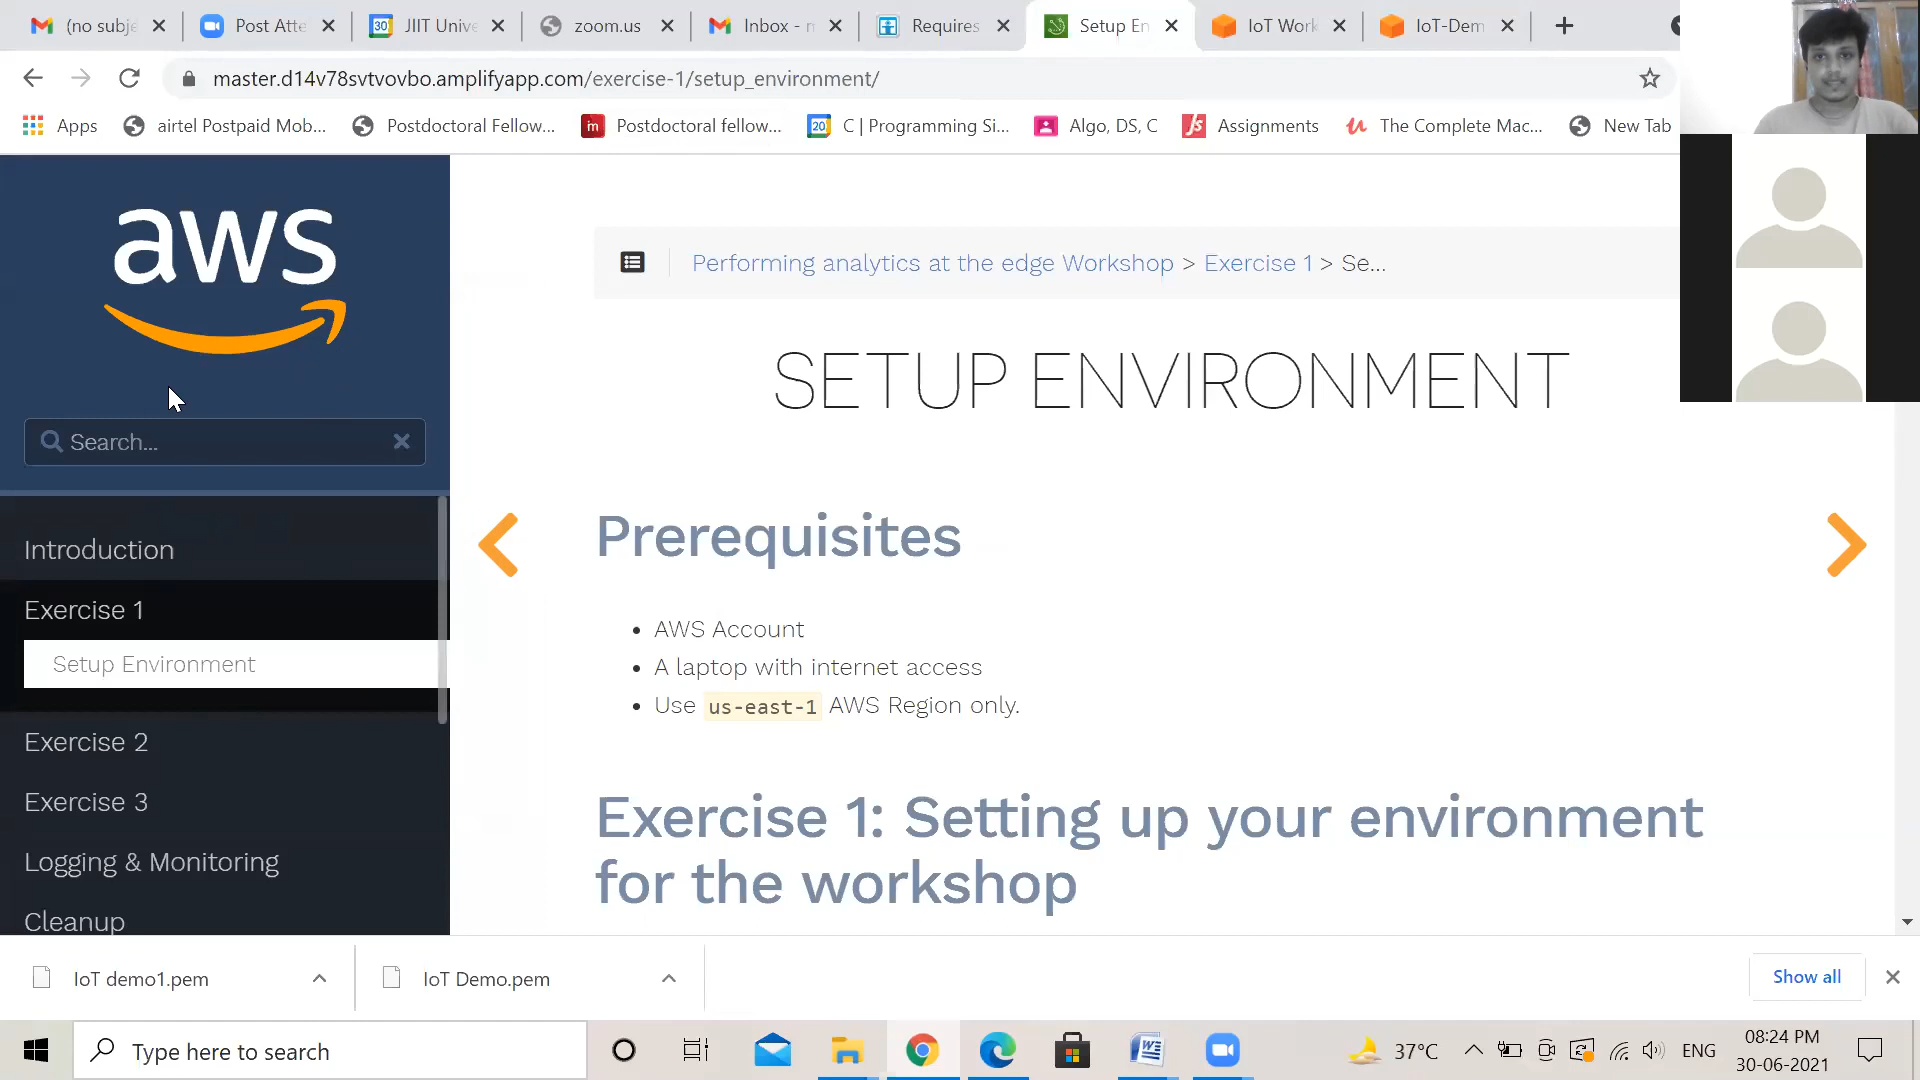 (no subje
Post Atte
30
JIIT Unive
zoom.us
Inbox - m
Requires
Setup En
IoT Work
IoT-Dem
master.d14v78svtvovbo.amplifyapp.com/exercise-1/setup_environment/
Apps
airtel Postpaid Mob...
Postdoctoral Fellow...
m
Postdoctoral fellow...
20
C | Programming Si...
Algo, DS, C
js
Assignments
The Complete Mac...
New Tab
aws
Search...
Introduction
Exercise 1
Setup Environment
Exercise 2
Exercise 3
Logging & Monitoring
Cleanup
Performing analytics at the edge Workshop > Exercise 1 > Se...
SETUP ENVIRONMENT
Prerequisites
• AWS Account
• A laptop with internet access
• Use us-east-1 AWS Region only.
Exercise 1: Setting up your environment
for the workshop
IoT demo1.pem
IoT Demo.pem
Show all
Type here to search
37°C
ENG
08:24 PM
30-06-2021